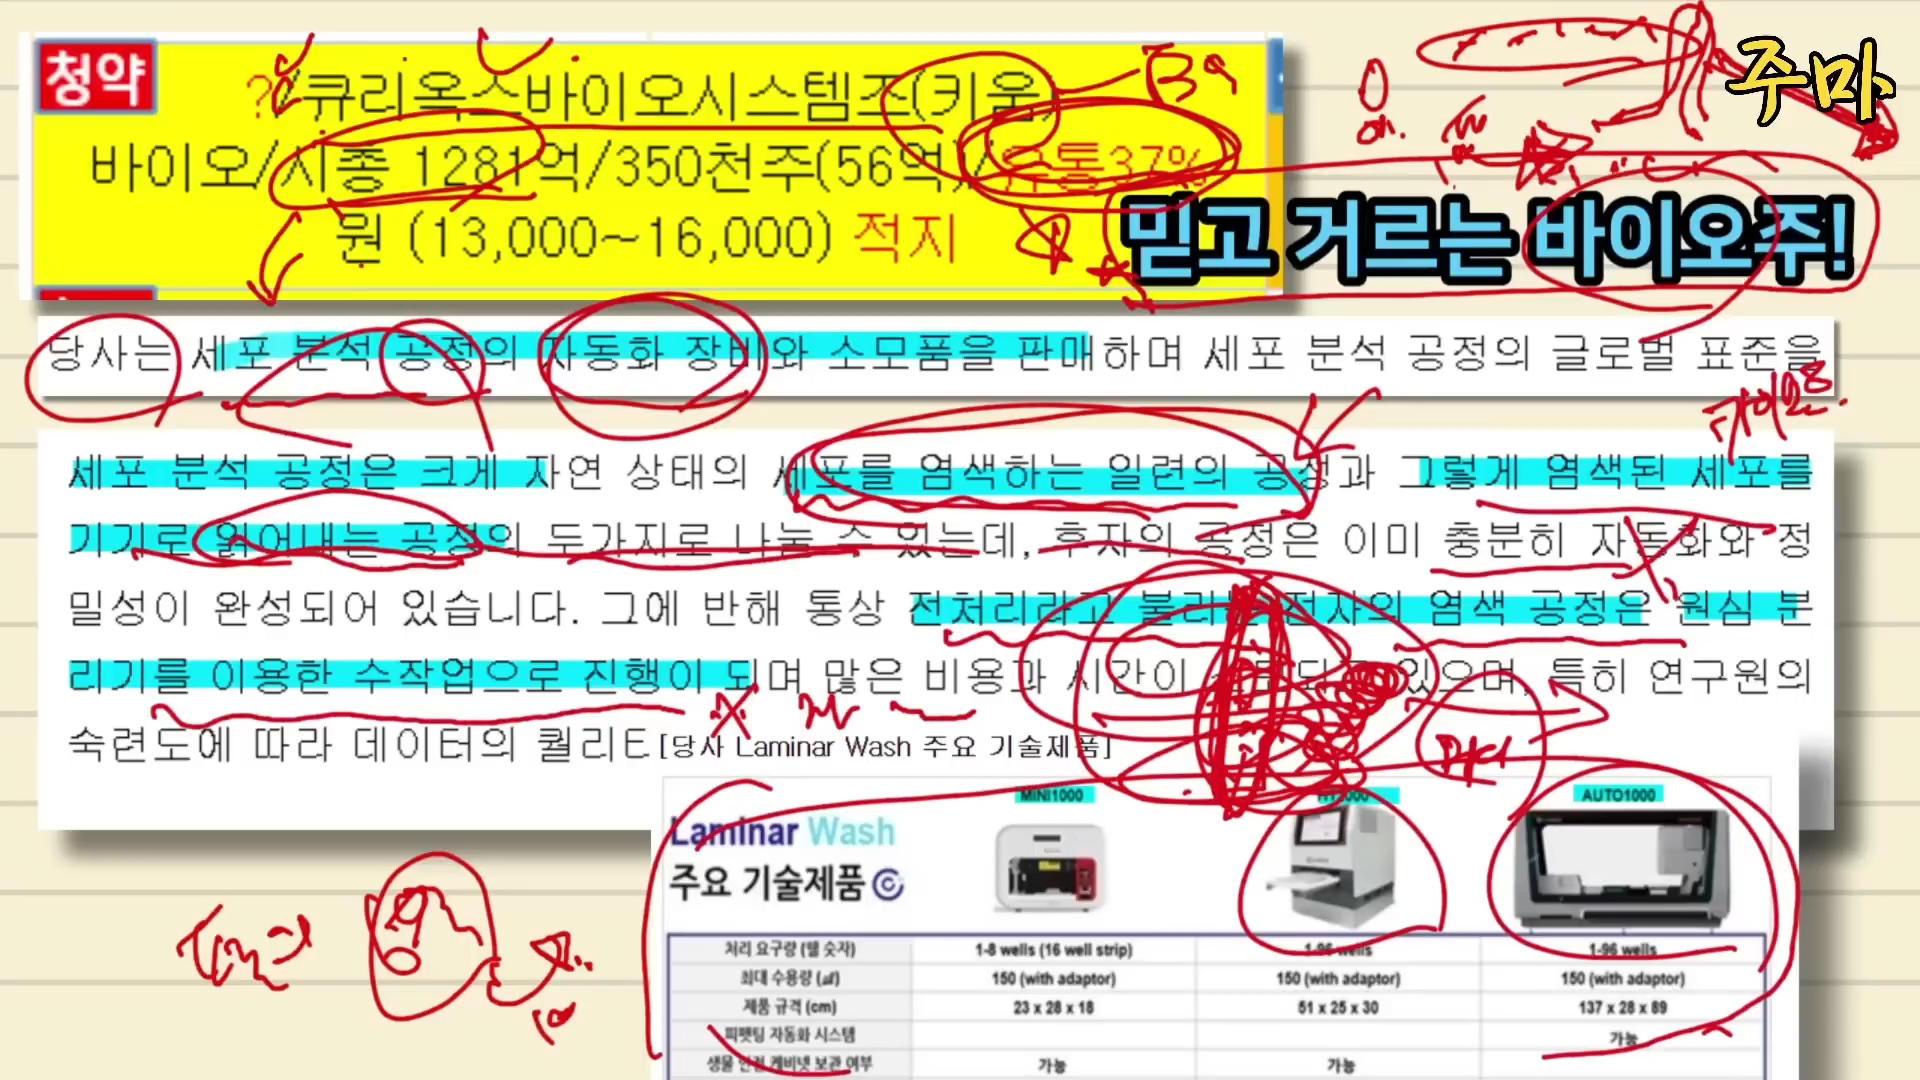 청약
주마
?/큐리옥스바이오시스템즈(키움)
바이오/시총 1281억/350천주(56억)/유통37%
원 (13,000~16,000) 적지
믿고 거르는 바이오주!
당사는 세포 분석 공정의 자동화 장비와 소모품을 판매하며 세포 분석 공정의 글로벌 표준을
세포 분석 공정은 크게 자연 상태의 세포를 염색하는 일련의 공정과 그렇게 염색된 세포를
기기로 읽어내는 공정의 두가지로 나눌 수 있는데, 후자의 공정은 이미 충분히 자동화와 정
밀성이 완성되어 있습니다. 그에 반해 통상 전처리라고 불리는 전자의 염색 공정은 원심 분
리기를 이용한 수작업으로 진행이 되며 많은 비용과 시간이 있으며, 특히 연구원의
숙련도에 따라 데이터의 퀄리티
[당사 Laminar Wash 주요 기술제품]
MINI1000 AUTO1000
Laminar Wash
주요 기술제품
처리 요구량 (웰 숫자) 1-8 wells (16 well strip) 1-96 wells 1-96 wells
최대 수용량 (㎕) 150 (with adaptor) 150 (with adaptor) 150 (with adaptor)
제품 규격 (cm) 23 x 28 x 18 51 x 25 x 30 137 x 28 x 89
피펫팅 자동화 시스템 가능
생물 안전 케비넷 보관 여부 가능 가능